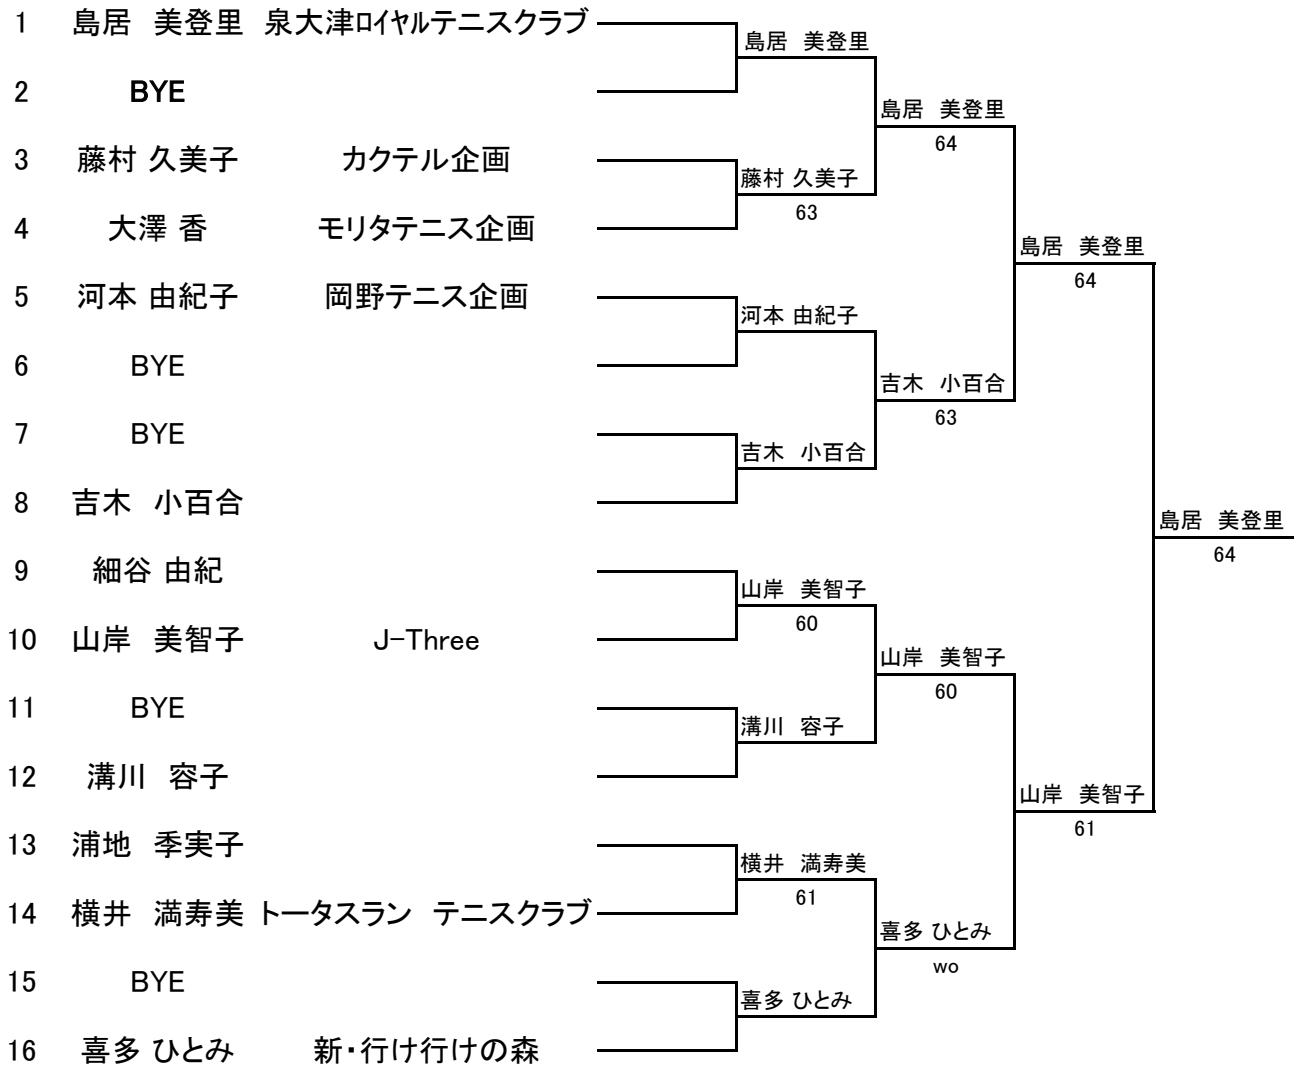 1 島居 美登里 泉大津ロイヤルテニスクラブ
島居 美登里
2 BYE
島居 美登里
64
3 藤村 久美子 カクテル企画
藤村 久美子
63
4 大澤 香 モリタテニス企画
島居 美登里
64
5 河本 由紀子 岡野テニス企画
河本 由紀子
6 BYE
吉木 小百合
63
7 BYE
吉木 小百合
8 吉木 小百合
島居 美登里
64
9 細谷 由紀
山岸 美智子
60
10 山岸 美智子 J-Three
山岸 美智子
60
11 BYE
溝川 容子
12 溝川 容子
山岸 美智子
61
13 浦地 季実子
横井 満寿美
61
14 横井 満寿美 トータスラン テニスクラブ
喜多 ひとみ
wo
15 BYE
喜多 ひとみ
16 喜多 ひとみ 新・行け行けの森